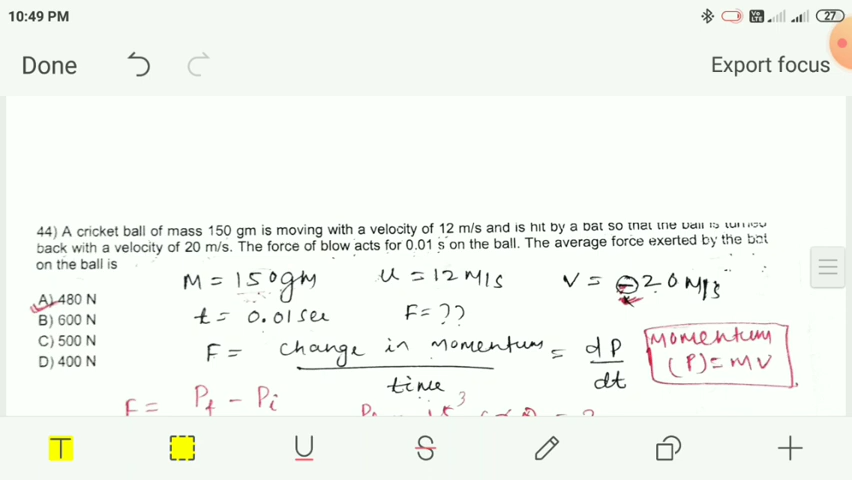 10:49 PM
27
Done
Export focus
44) A cricket ball of mass 150 gm is moving with a velocity of 12 m/s and is hit by a bat so that the ball is turned
back with a velocity of 20 m/s. The force of blow acts for 0.01 s on the ball. The average force exerted by the bat
on the ball is
A) 480 N
B) 600 N
C) 500 N
D) 400 N
M = 150gm u = 12 M/s V = -20 M/s
t = 0.01 sec F= ??
F = change in momentum / time = dP/dt
Momentum
(P) = MV
F = Pf - Pi
T
U
S